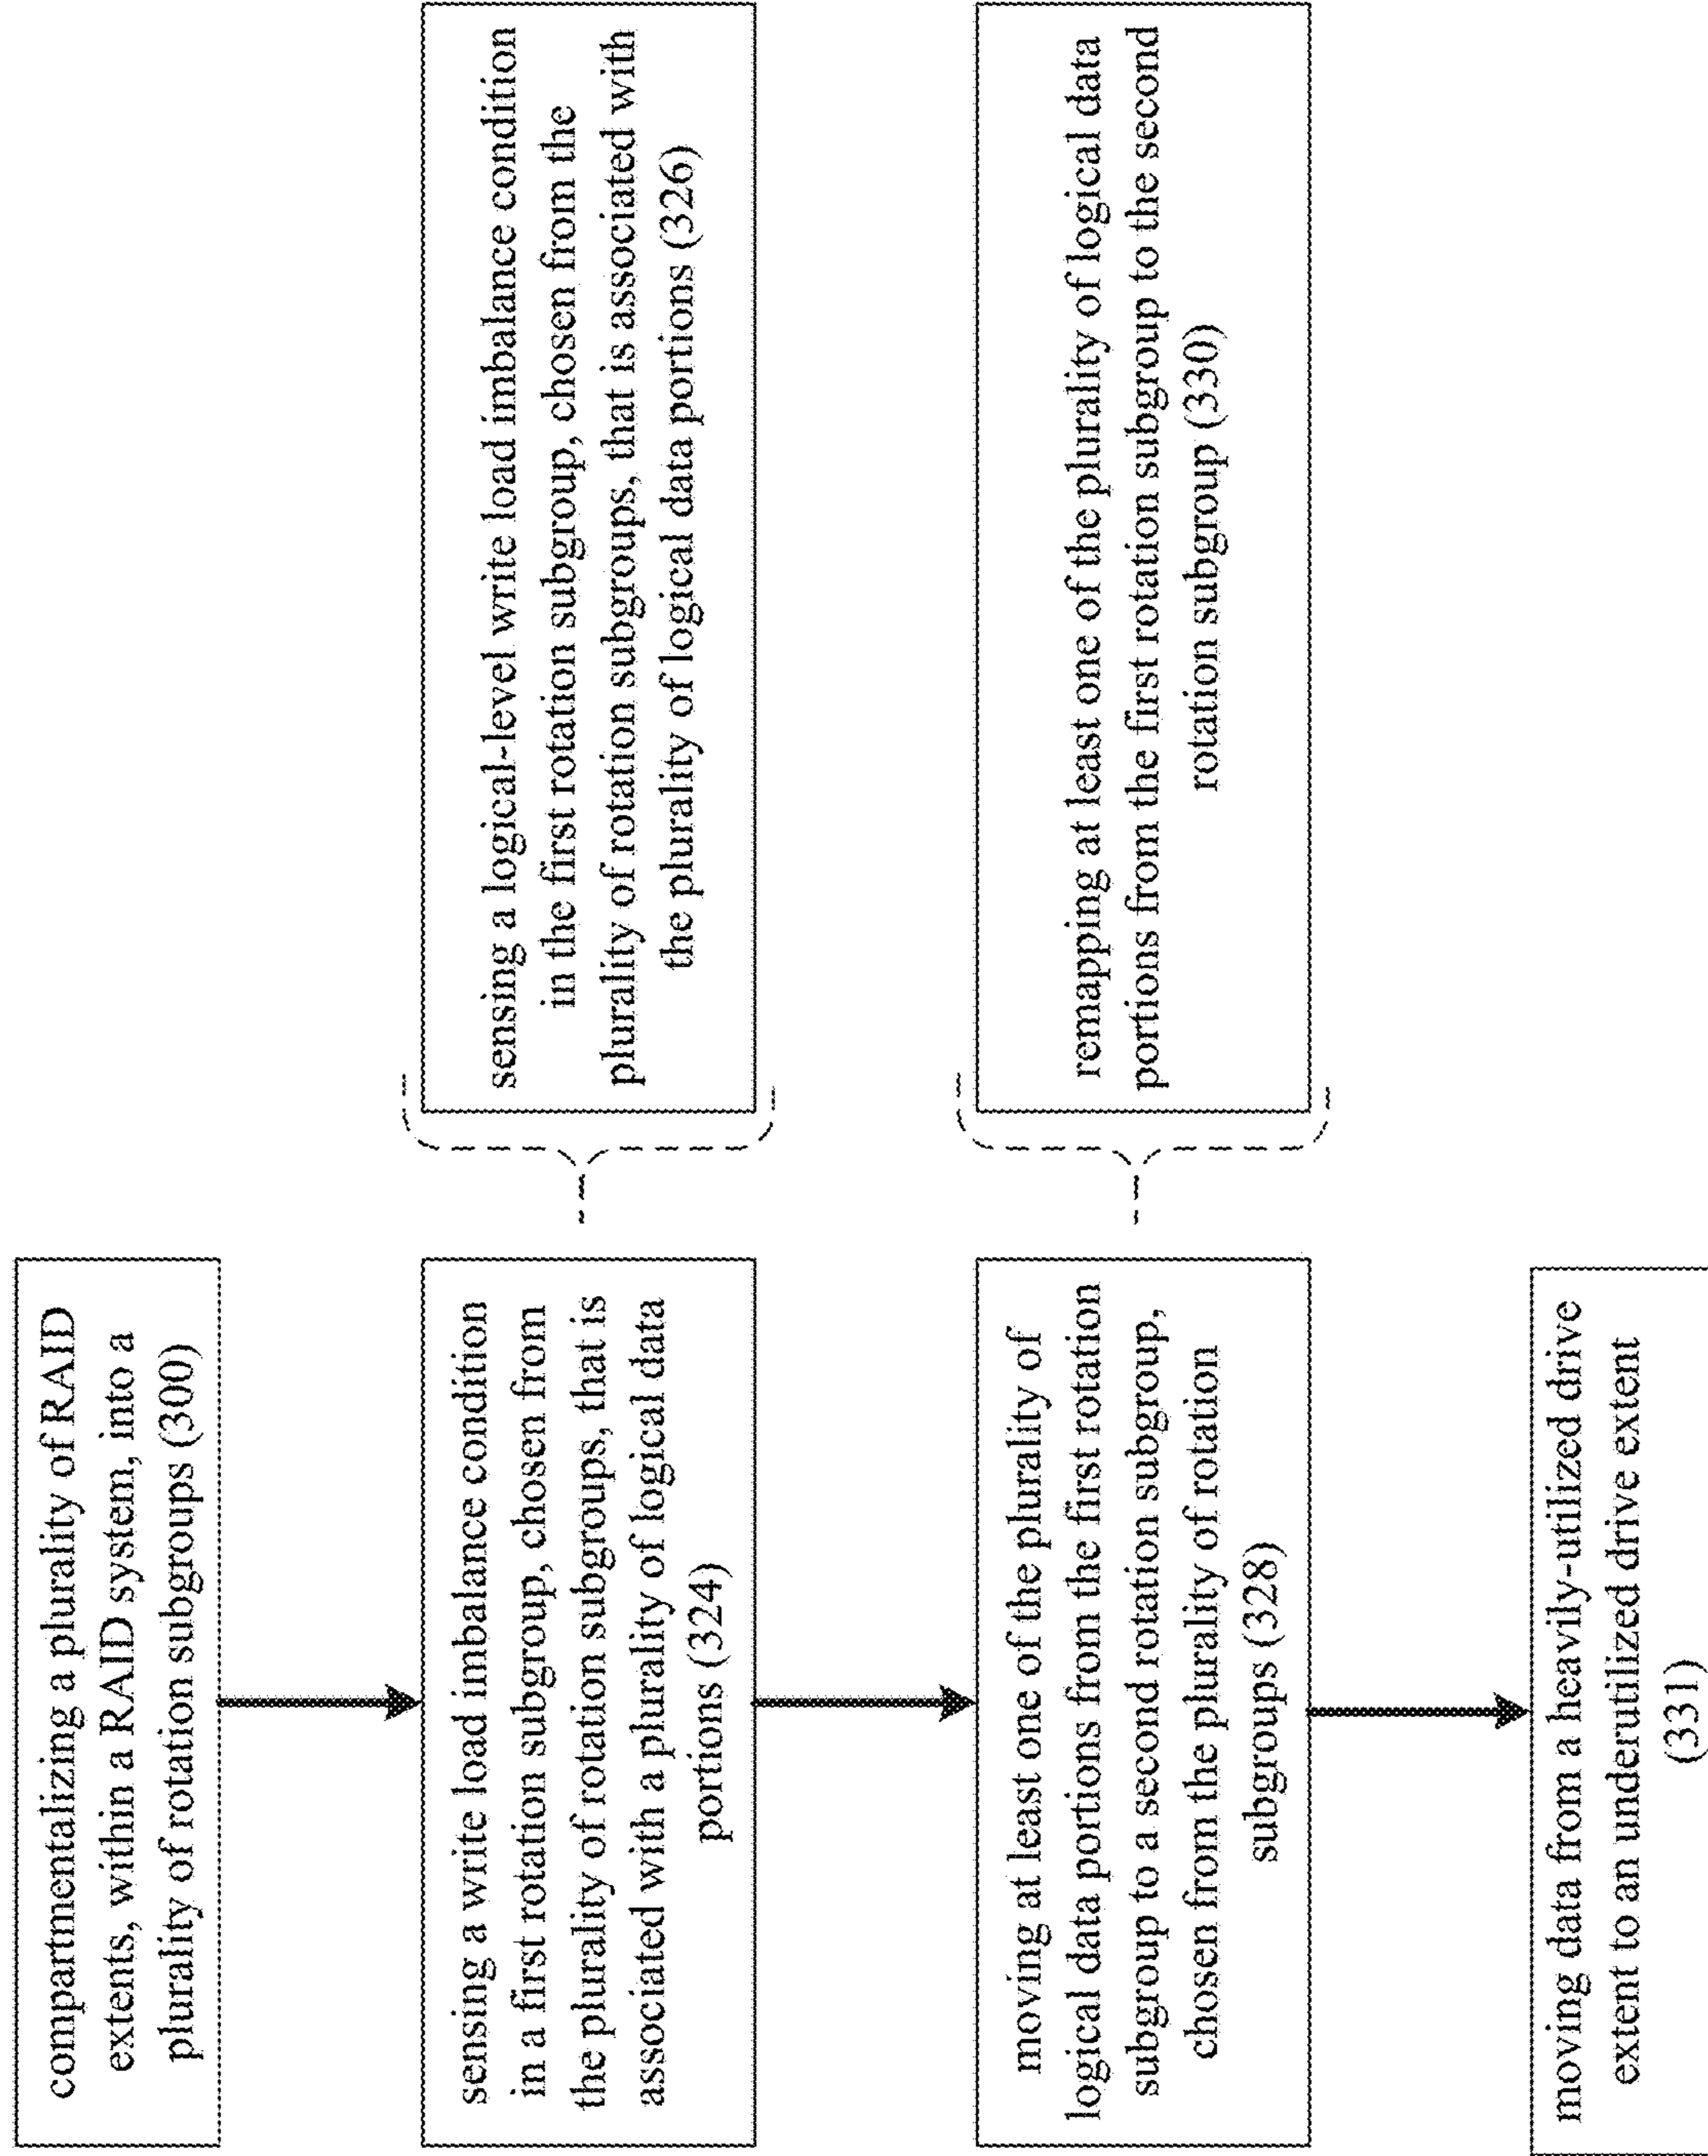 compartmentalizing a plurality of RAID
extents, within a RAID system, into a
plurality of rotation subgroups (300)
sensing a write load imbalance condition
in a first rotation subgroup, chosen from
the plurality of rotation subgroups, that is
associated with a plurality of logical data
portions (324)
sensing a logical-level write load imbalance condition
in the first rotation subgroup, chosen from the
plurality of rotation subgroups, that is associated with
the plurality of logical data portions (326)
moving at least one of the plurality of
logical data portions from the first rotation
subgroup to a second rotation subgroup,
chosen from the plurality of rotation
subgroups (328)
remapping at least one of the plurality of logical data
portions from the first rotation subgroup to the second
rotation subgroup (330)
moving data from a heavily-utilized drive
extent to an underutilized drive extent
(331)